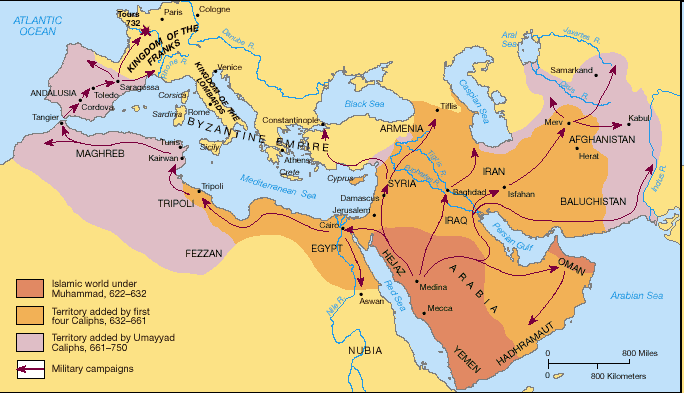 ATLANTIC
OCEAN
Tours
732
Paris
Cologne
KINGDOM OF THE
FRANKS
Danube R.
Rhone R.
Venice
KINGDOM OF THE
LOMBARDS
ANDALUSIA
Toledo
Cordova
Saragossa
Tangier
Corsica
Sardinia
Rome
Sicily
BYZANTINE EMPIRE
Constantinople
Athens
Crete
Cyprus
Black Sea
Tiflis
ARMENIA
Caspian Sea
Aral
Sea
Jaxartes R.
Oxus R.
Samarkand
Merv
Kabul
AFGHANISTAN
Herat
BALUCHISTAN
Indus R.
MAGHREB
Tunis
Kairwan
Tripoli
TRIPOLI
FEZZAN
Mediterranean Sea
SYRIA
Damascus
Jerusalem
Tigris R.
Euphrates R.
Baghdad
IRAQ
IRAN
Isfahan
Persian Gulf
Cairo
EGYPT
Aswan
Nile R.
NUBIA
Red Sea
HEJAZ
Medina
Mecca
ARABIA
YEMEN
HADHRAMAUT
OMAN
Arabian Sea
Islamic world under
Muhammad, 622–632
Territory added by first
four Caliphs, 632–661
Territory added by Umayyad
Caliphs, 661–750
Military campaigns
0 800 Miles
0 800 Kilometers